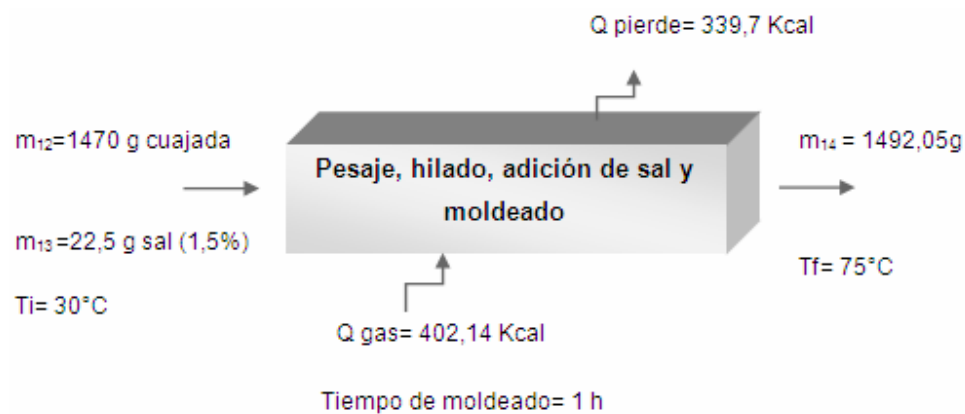 Q pierde= 339,7 Kcal
m₁₂=1470 g cuajada
m₁₄ = 1492,05g
Pesaje, hilado, adición de sal y
moldeado
m₁₃=22,5 g sal (1,5%)
Tf= 75°C
Ti= 30°C
Q gas= 402,14 Kcal
Tiempo de moldeado= 1 h